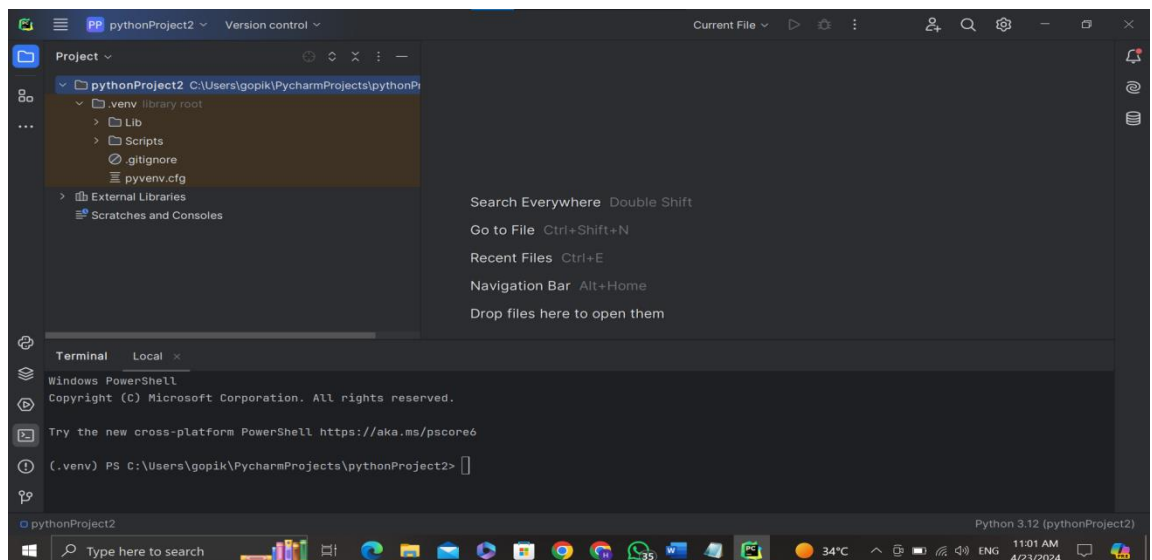 PP pythonProject2 Version control Current File
Project
pythonProject2 C:\Users\gopik\PycharmProjects\pythonPr
.venv library root
Lib
Scripts
.gitignore
pyvenv.cfg
External Libraries
Scratches and Consoles
Search Everywhere Double Shift
Go to File Ctrl+Shift+N
Recent Files Ctrl+E
Navigation Bar Alt+Home
Drop files here to open them
Terminal Local
Windows PowerShell
Copyright (C) Microsoft Corporation. All rights reserved.
Try the new cross-platform PowerShell https://aka.ms/pscore6
(.venv) PS C:\Users\gopik\PycharmProjects\pythonProject2>
pythonProject2 Python 3.12 (pythonProject2)
Type here to search 35 34°C ENG 11:01 AM
4/23/2024